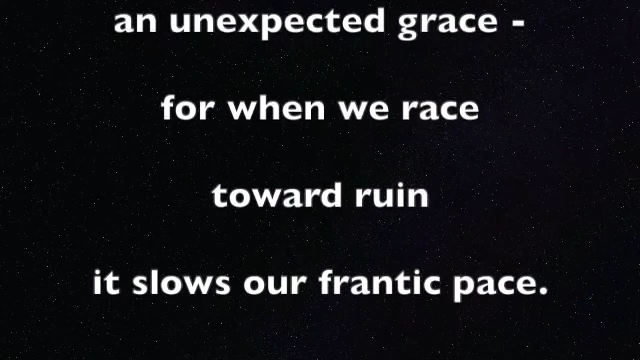 an unexpected grace -
for when we race
toward ruin
it slows our frantic pace.